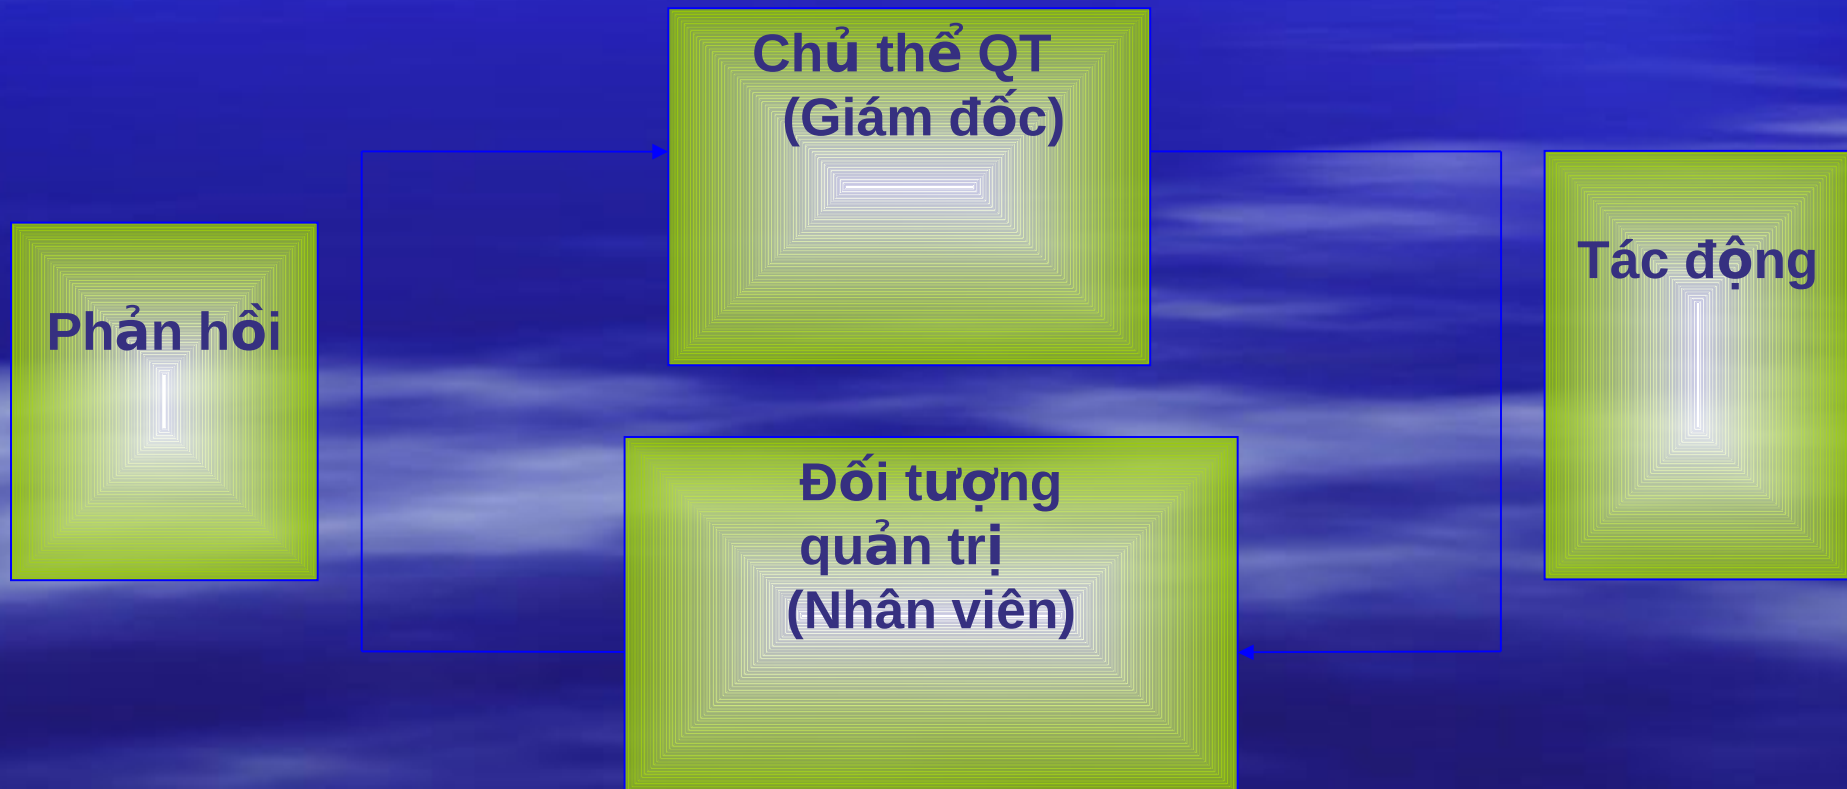 Chủ thể QT
(Giám đốc)
Phản hồi
Tác động
Đối tượng
quản trị
(Nhân viên)